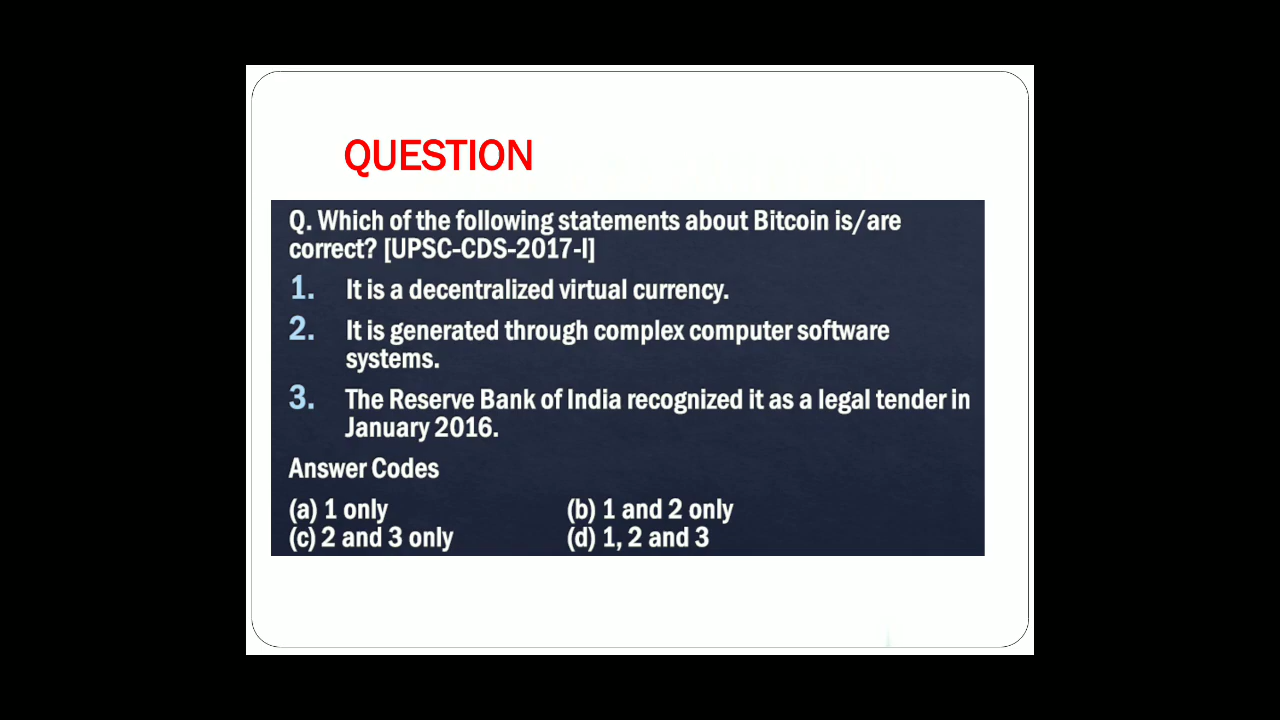 QUESTION
Q. Which of the following statements about Bitcoin is/are
correct? [UPSC-CDS-2017-I]
1. It is a decentralized virtual currency.
2. It is generated through complex computer software
systems.
3. The Reserve Bank of India recognized it as a legal tender in
January 2016.
Answer Codes
(a) 1 only (b) 1 and 2 only
(c) 2 and 3 only (d) 1, 2 and 3